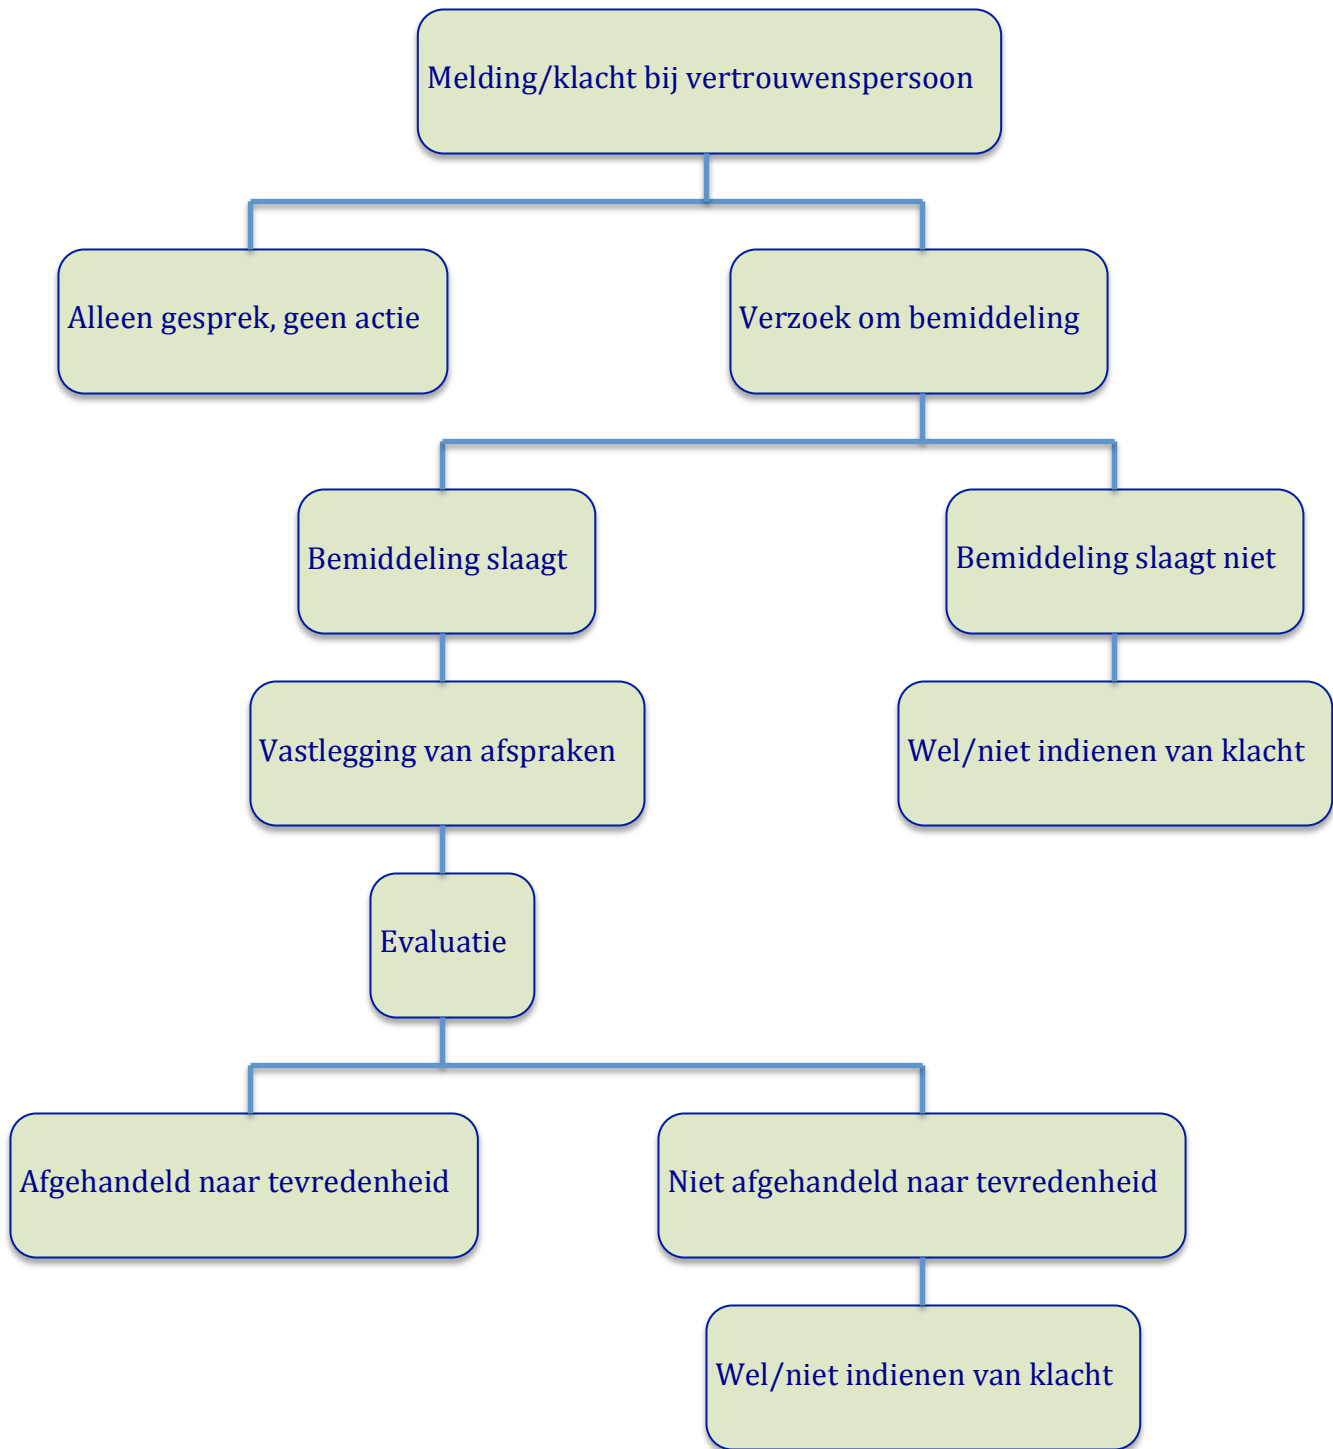 Melding/klacht bij vertrouwenspersoon
Alleen gesprek, geen actie
Verzoek om bemiddeling
Bemiddeling slaagt
Bemiddeling slaagt niet
Vastlegging van afspraken
Wel/niet indienen van klacht
Evaluatie
Afgehandeld naar tevredenheid
Niet afgehandeld naar tevredenheid
Wel/niet indienen van klacht